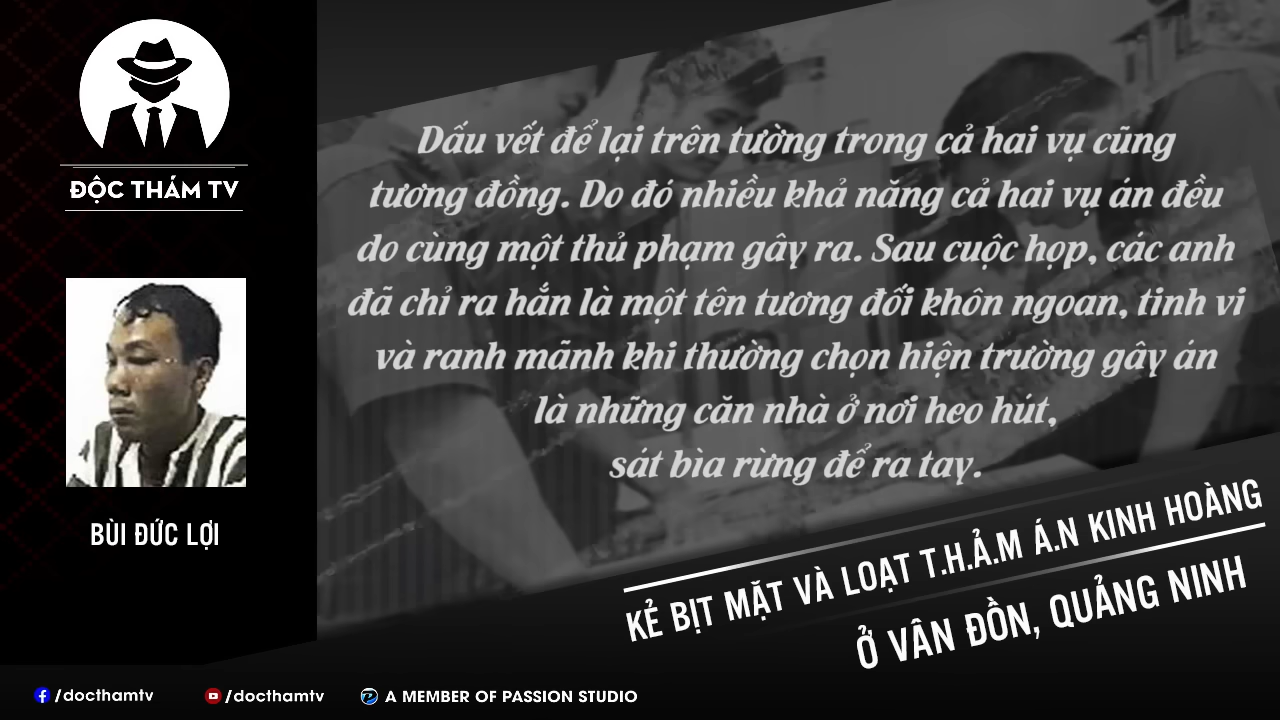 ĐỘC THÁM TV
BÙI ĐỨC LỢI
Dấu vết để lại trên tường trong cả hai vụ cũng
tương đồng. Do đó nhiều khả năng cả hai vụ án đều
do cùng một thủ phạm gây ra. Sau cuộc họp, các anh
đã chỉ ra hắn là một tên tương đối khôn ngoan, tinh vi
và ranh mãnh khi thường chọn hiện trường gây án
là những căn nhà ở nơi heo hút,
sát bìa rừng để ra tay.
KẺ BỊT MẶT VÀ LOẠT T.H.Ả.M Á.N KINH HOÀNG
Ở VÂN ĐỒN, QUẢNG NINH
/docthamtv
/docthamtv
A MEMBER OF PASSION STUDIO